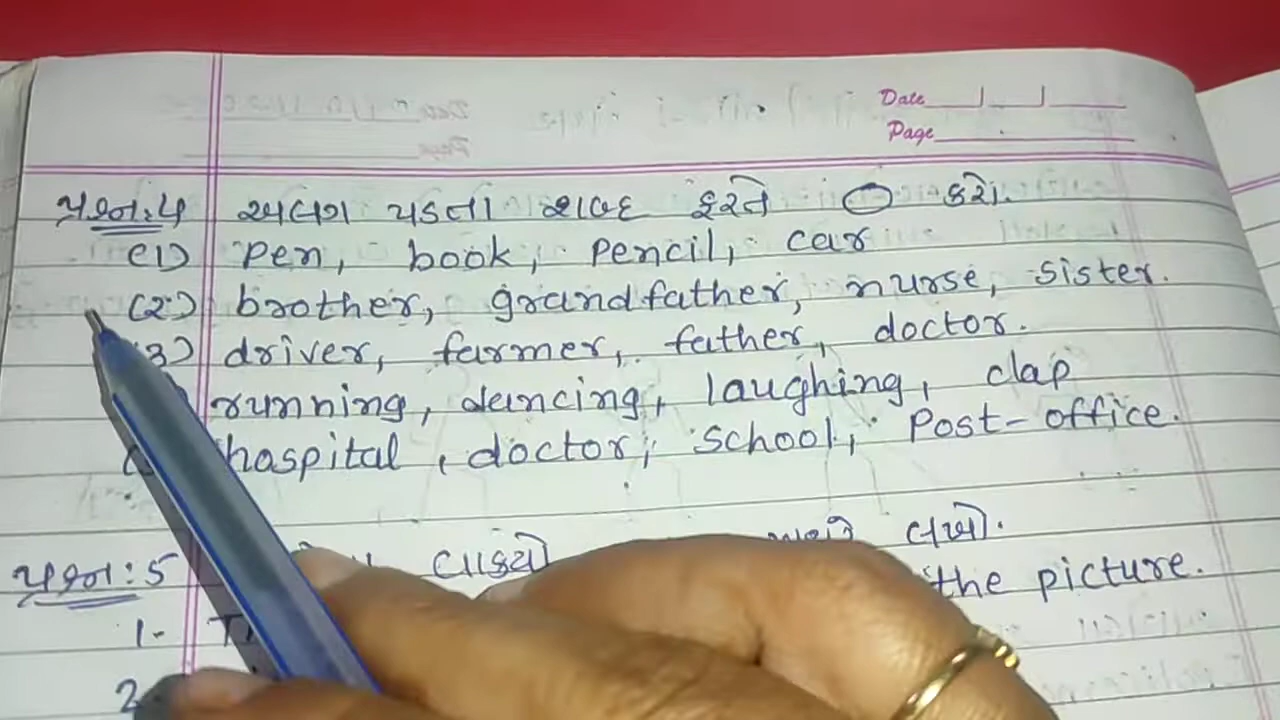 Date
Page
પ્રશ્ન:૪ અલગ પડતા શબ્દ ફરતે કરો.
(1) Pen, book, pencil, car
(2) brother, grandfather, nurse, sister.
(3) driver, farmer, father, doctor.
running, dancing, laughing, clap
hospital, doctor, school, Post-office.
પ્રશ્ન:5 વાક્યો લખો.
the picture.
1-
2